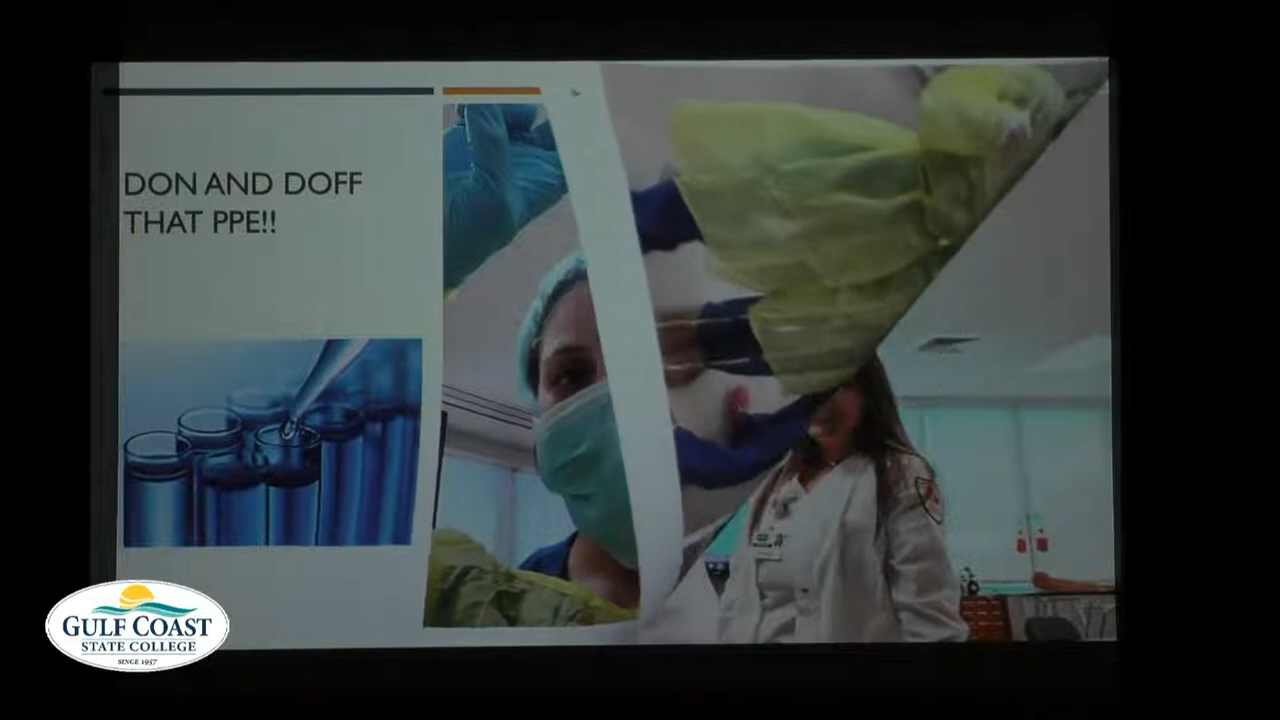 DON AND DOFF
THAT PPE!!
GULF COAST
STATE COLLEGE
SINCE 1957